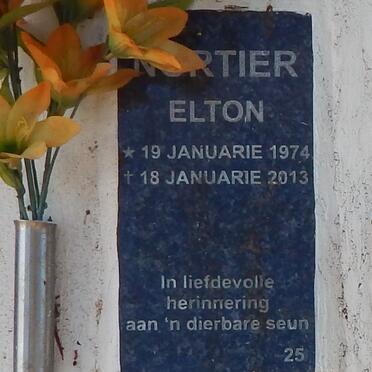 NORTIER
ELTON
★ 19 JANUARIE 1974
† 18 JANUARIE 2013
In liefdevolle
herinnering
aan 'n dierbare seun
25